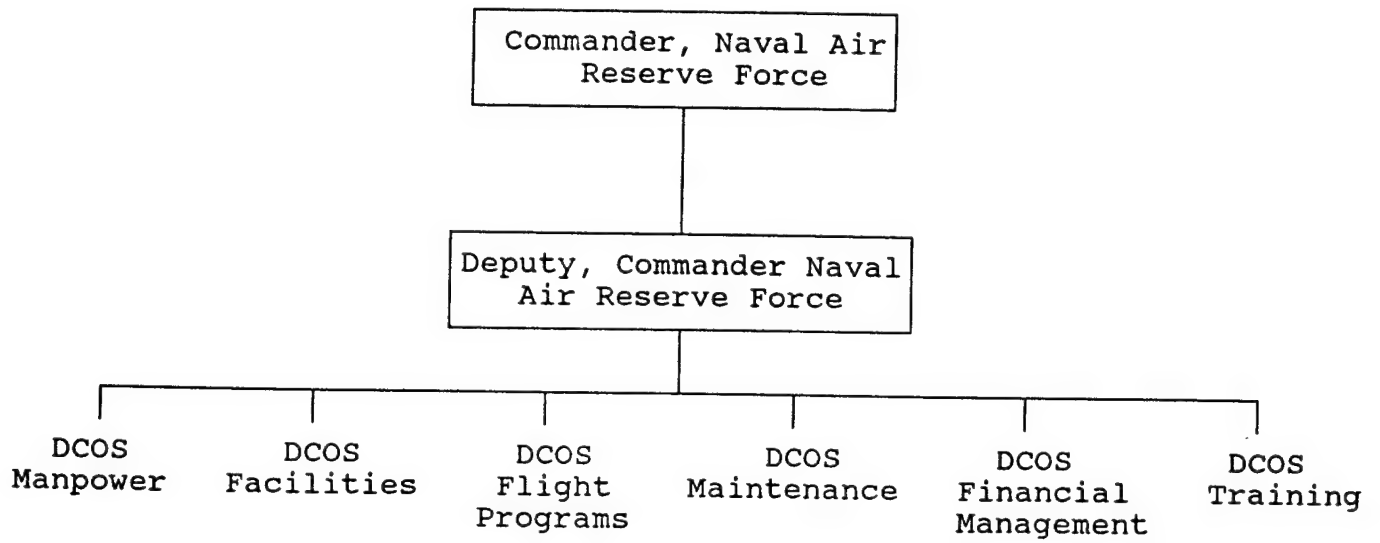 Commander, Naval Air
Reserve Force
Deputy, Commander Naval
Air Reserve Force
DCOS
Manpower
DCOS
Facilities
DCOS
Flight
Programs
DCOS
Maintenance
DCOS
Financial
Management
DCOS
Training